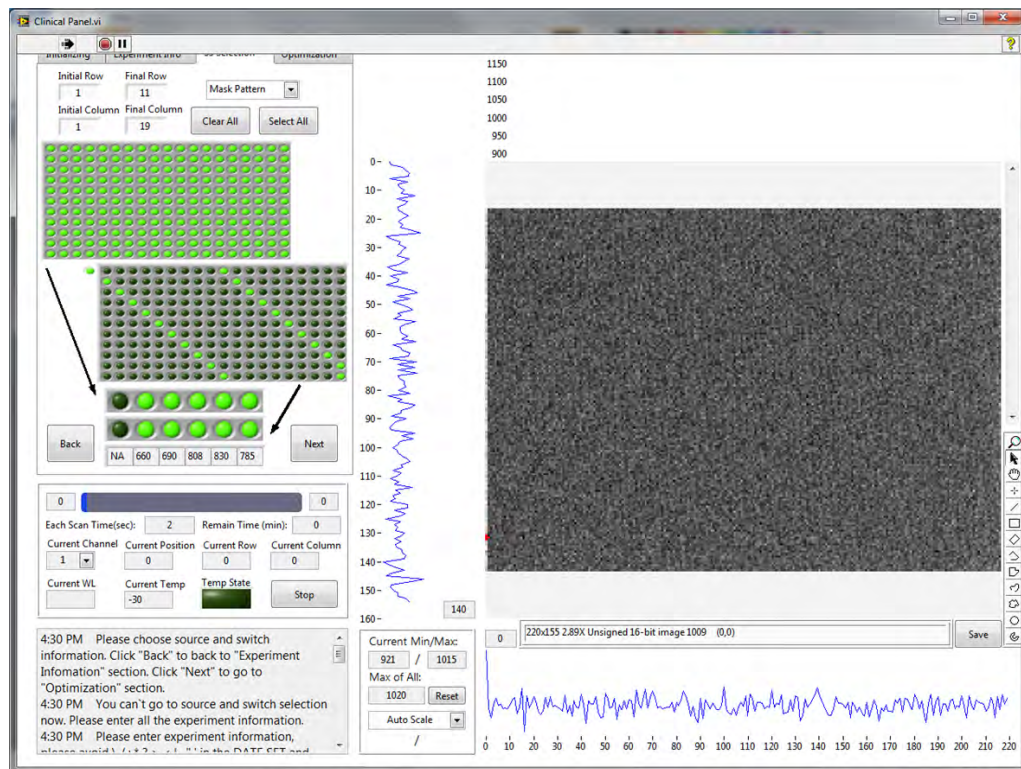 Clinical Panel.vi
Initializing Experiment Info Optimization
Initial Row Final Row
1 11 Mask Pattern
Initial Column Final Column
1 19 Clear All Select All
Back Next
NA 660 690 808 830 785
0 0
Each Scan Time(sec): 2 Remain Time (min): 0
Current Channel Current Position Current Row Current Column
1 0 0 0
Current WL Current Temp Temp State
-30 Stop
4:30 PM Please choose source and switch
information. Click "Back" to back to "Experiment
Infomation" section. Click "Next" to go to
"Optimization" section.
4:30 PM You can`t go to source and switch selection
now. Please enter all the experiment information.
4:30 PM Please enter experiment information,
0-
10-
20-
30-
40-
50-
60-
70-
80-
90-
100-
110-
120-
130-
140-
150-
160-
140
Current Min/Max:
921 / 1015
Max of All:
1020 Reset
Auto Scale
/
1150
1100
1050
1000
950
900
0 220x155 2.89X Unsigned 16-bit image 1009 (0,0) Save
0 10 20 30 40 50 60 70 80 90 100 110 120 130 140 150 160 170 180 190 200 210 220